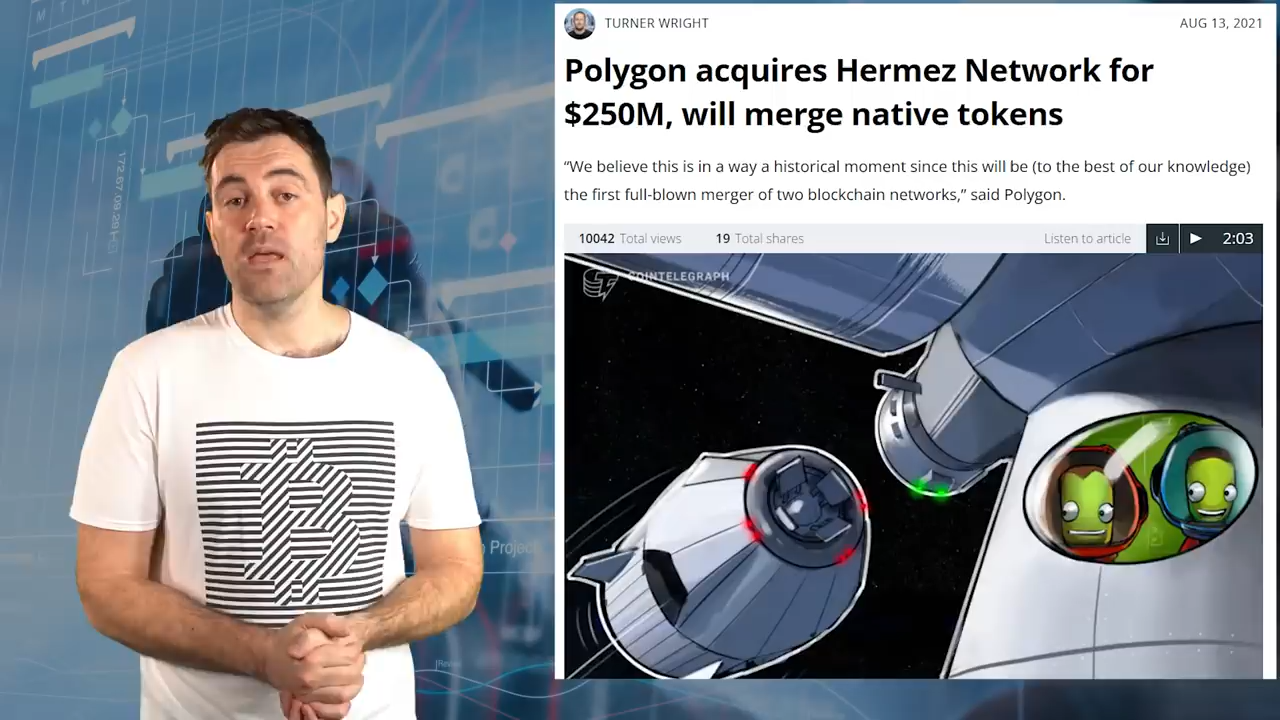 TURNER WRIGHT
AUG 13, 2021
Polygon acquires Hermez Network for
$250M, will merge native tokens
“We believe this is in a way a historical moment since this will be (to the best of our knowledge)
the first full-blown merger of two blockchain networks,” said Polygon.
10042 Total views 19 Total shares Listen to article 2:03
COINTELEGRAPH
Project